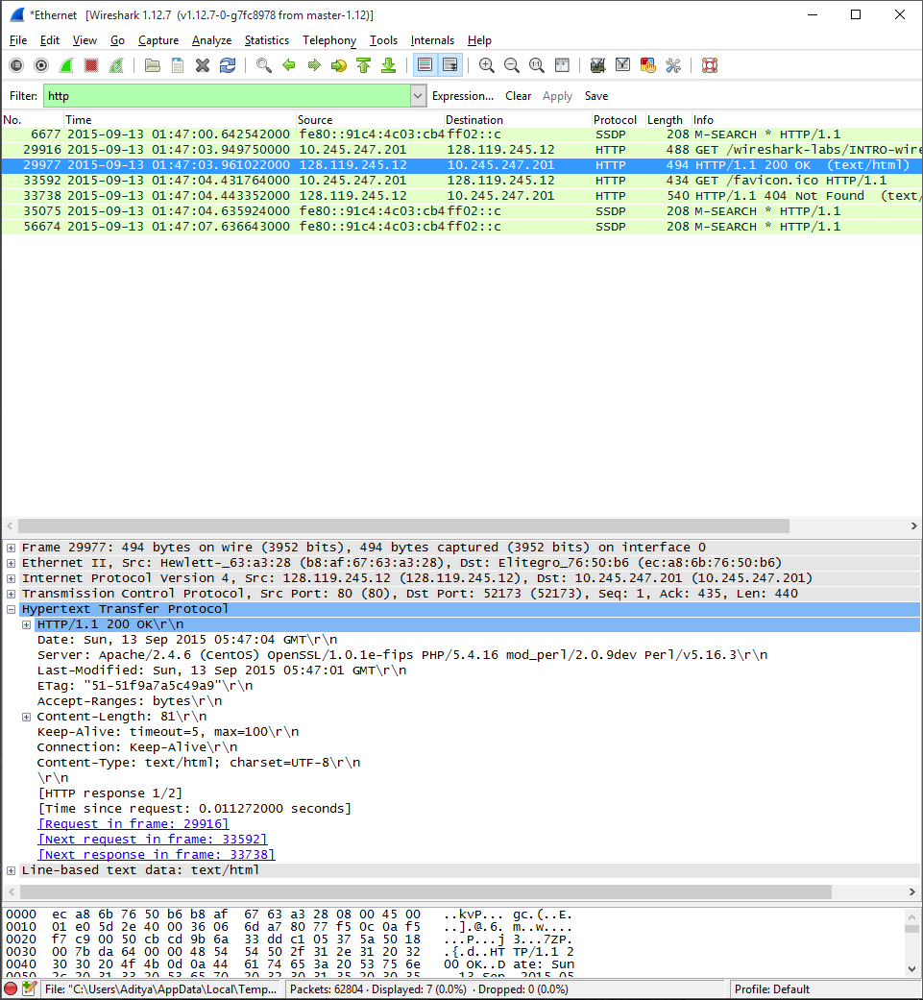 *Ethernet [Wireshark 1.12.7 (v1.12.7-0-g7fc8978 from master-1.12)]
File Edit View Go Capture Analyze Statistics Telephony Tools Internals Help
Filter: http Expression... Clear Apply Save
No. Time Source Destination Protocol Length Info
6677 2015-09-13 01:47:00.642542000 fe80::91c4:4c03:cb4 ff02::c SSDP 208 M-SEARCH * HTTP/1.1
29916 2015-09-13 01:47:03.949750000 10.245.247.201 128.119.245.12 HTTP 488 GET /wireshark-labs/INTRO-wire
29977 2015-09-13 01:47:03.961022000 128.119.245.12 10.245.247.201 HTTP 494 HTTP/1.1 200 OK (text/html)
33592 2015-09-13 01:47:04.431764000 10.245.247.201 128.119.245.12 HTTP 434 GET /favicon.ico HTTP/1.1
33738 2015-09-13 01:47:04.443352000 128.119.245.12 10.245.247.201 HTTP 540 HTTP/1.1 404 Not Found (text/
35075 2015-09-13 01:47:04.635924000 fe80::91c4:4c03:cb4 ff02::c SSDP 208 M-SEARCH * HTTP/1.1
56674 2015-09-13 01:47:07.636643000 fe80::91c4:4c03:cb4 ff02::c SSDP 208 M-SEARCH * HTTP/1.1
Frame 29977: 494 bytes on wire (3952 bits), 494 bytes captured (3952 bits) on interface 0
Ethernet II, Src: Hewlett-_63:a3:28 (b8:af:67:63:a3:28), Dst: Elitegro_76:50:b6 (ec:a8:6b:76:50:b6)
Internet Protocol Version 4, Src: 128.119.245.12 (128.119.245.12), Dst: 10.245.247.201 (10.245.247.201)
Transmission Control Protocol, Src Port: 80 (80), Dst Port: 52173 (52173), Seq: 1, Ack: 435, Len: 440
Hypertext Transfer Protocol
HTTP/1.1 200 OK\r\n
Date: Sun, 13 Sep 2015 05:47:04 GMT\r\n
Server: Apache/2.4.6 (CentOS) OpenSSL/1.0.1e-fips PHP/5.4.16 mod_perl/2.0.9dev Perl/v5.16.3\r\n
Last-Modified: Sun, 13 Sep 2015 05:47:01 GMT\r\n
ETag: "51-51f9a7a5c49a9"\r\n
Accept-Ranges: bytes\r\n
Content-Length: 81\r\n
Keep-Alive: timeout=5, max=100\r\n
Connection: Keep-Alive\r\n
Content-Type: text/html; charset=UTF-8\r\n
\r\n
[HTTP response 1/2]
[Time since request: 0.011272000 seconds]
[Request in frame: 29916]
[Next request in frame: 33592]
[Next response in frame: 33738]
Line-based text data: text/html
0000 ec a8 6b 76 50 b6 b8 af 67 63 a3 28 08 00 45 00 ..kvP... gc.(..E.
0010 01 e0 5d 2e 40 00 36 06 6d a7 80 77 f5 0c 0a f5 ..].@.6. m..w....
0020 f7 c9 00 50 cb cd 9b 6a 33 dd c1 05 37 5a 50 18 ...P...j 3...7ZP.
0030 00 7b da 64 00 00 48 54 54 50 2f 31 2e 31 20 32 .{.d..HT TP/1.1 2
0040 30 30 20 4f 4b 0d 0a 44 61 74 65 3a 20 53 75 6e 00 OK..D ate: Sun
0050 2c 20 31 33 20 53 65 70 20 32 30 31 35 20 30 35 , 13 Sep 2015 05
File: "C:\Users\Aditya\AppData\Local\Temp... Packets: 62804 · Displayed: 7 (0.0%) · Dropped: 0 (0.0%) Profile: Default